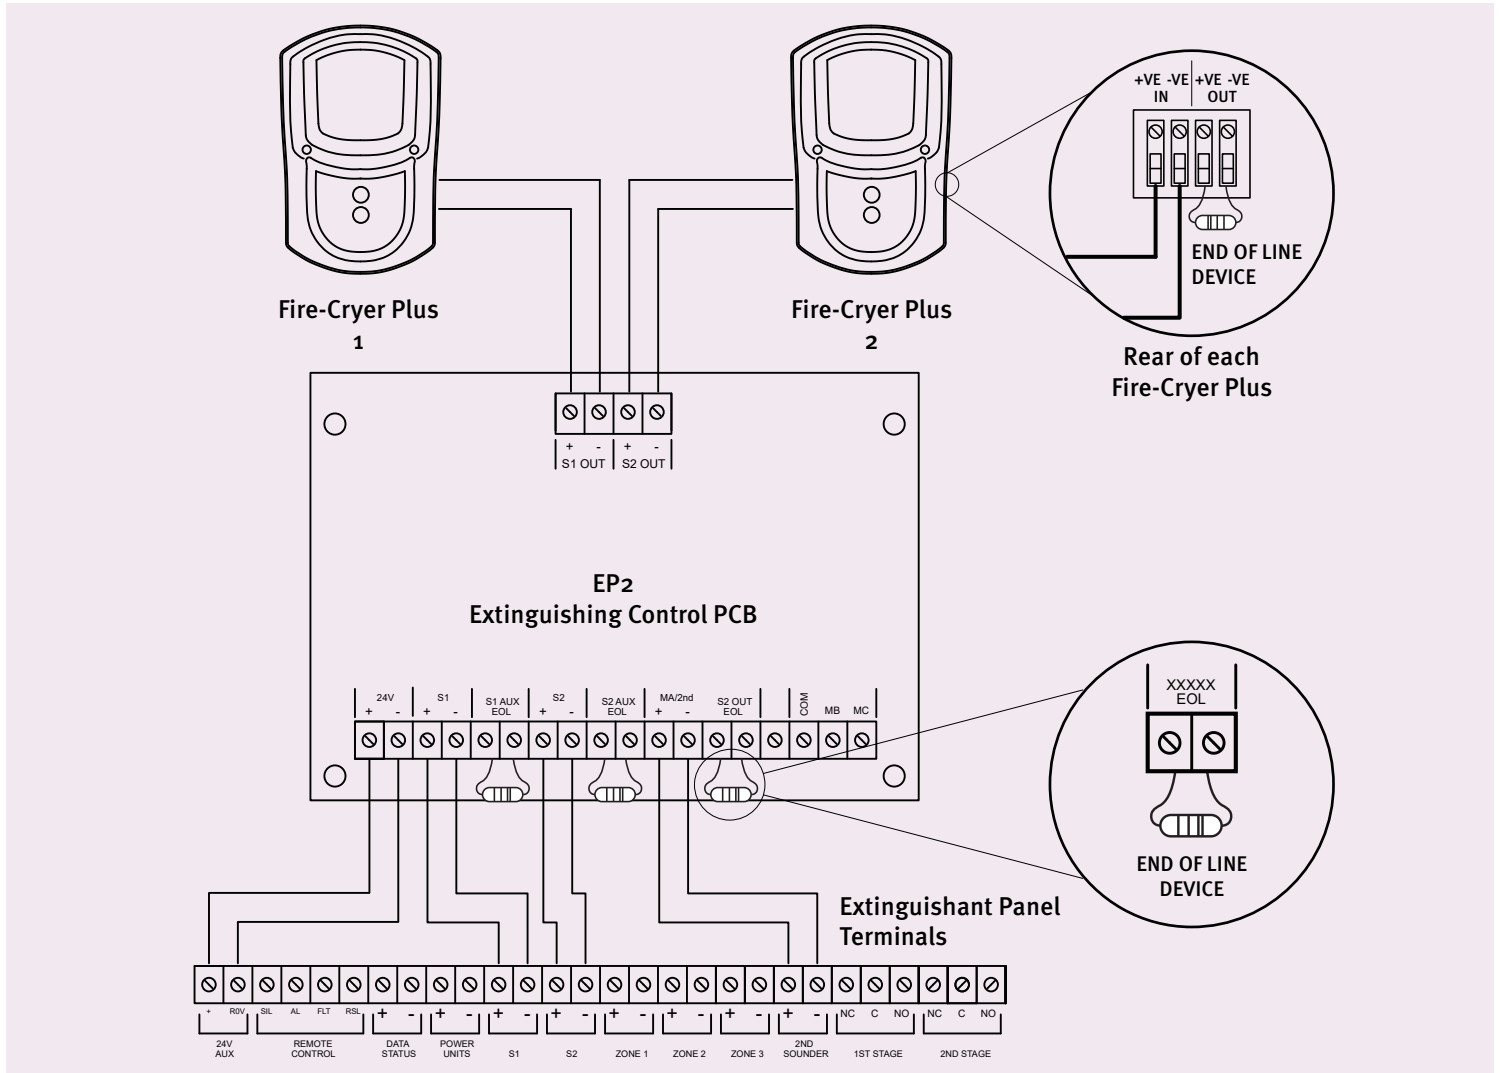 +VE -VE +VE -VE
IN OUT
END OF LINE
DEVICE
Fire-Cryer Plus
1
Fire-Cryer Plus
2
Rear of each
Fire-Cryer Plus
+ - + -
S1 OUT S2 OUT
EP2
Extinguishing Control PCB
24V S1 S1 AUX S2 S2 AUX MA/2nd S2 OUT COM MB MC
+ - + - EOL + - EOL + - EOL
XXXXX
EOL
END OF LINE
DEVICE
Extinguishant Panel
Terminals
+ R0V SIL AL FLT RSL + - + - + - + - + - + - + - + - NC C NO NC C NO
24V REMOTE DATA POWER 2ND
AUX CONTROL STATUS UNITS S1 S2 ZONE 1 ZONE 2 ZONE 3 SOUNDER 1ST STAGE 2ND STAGE